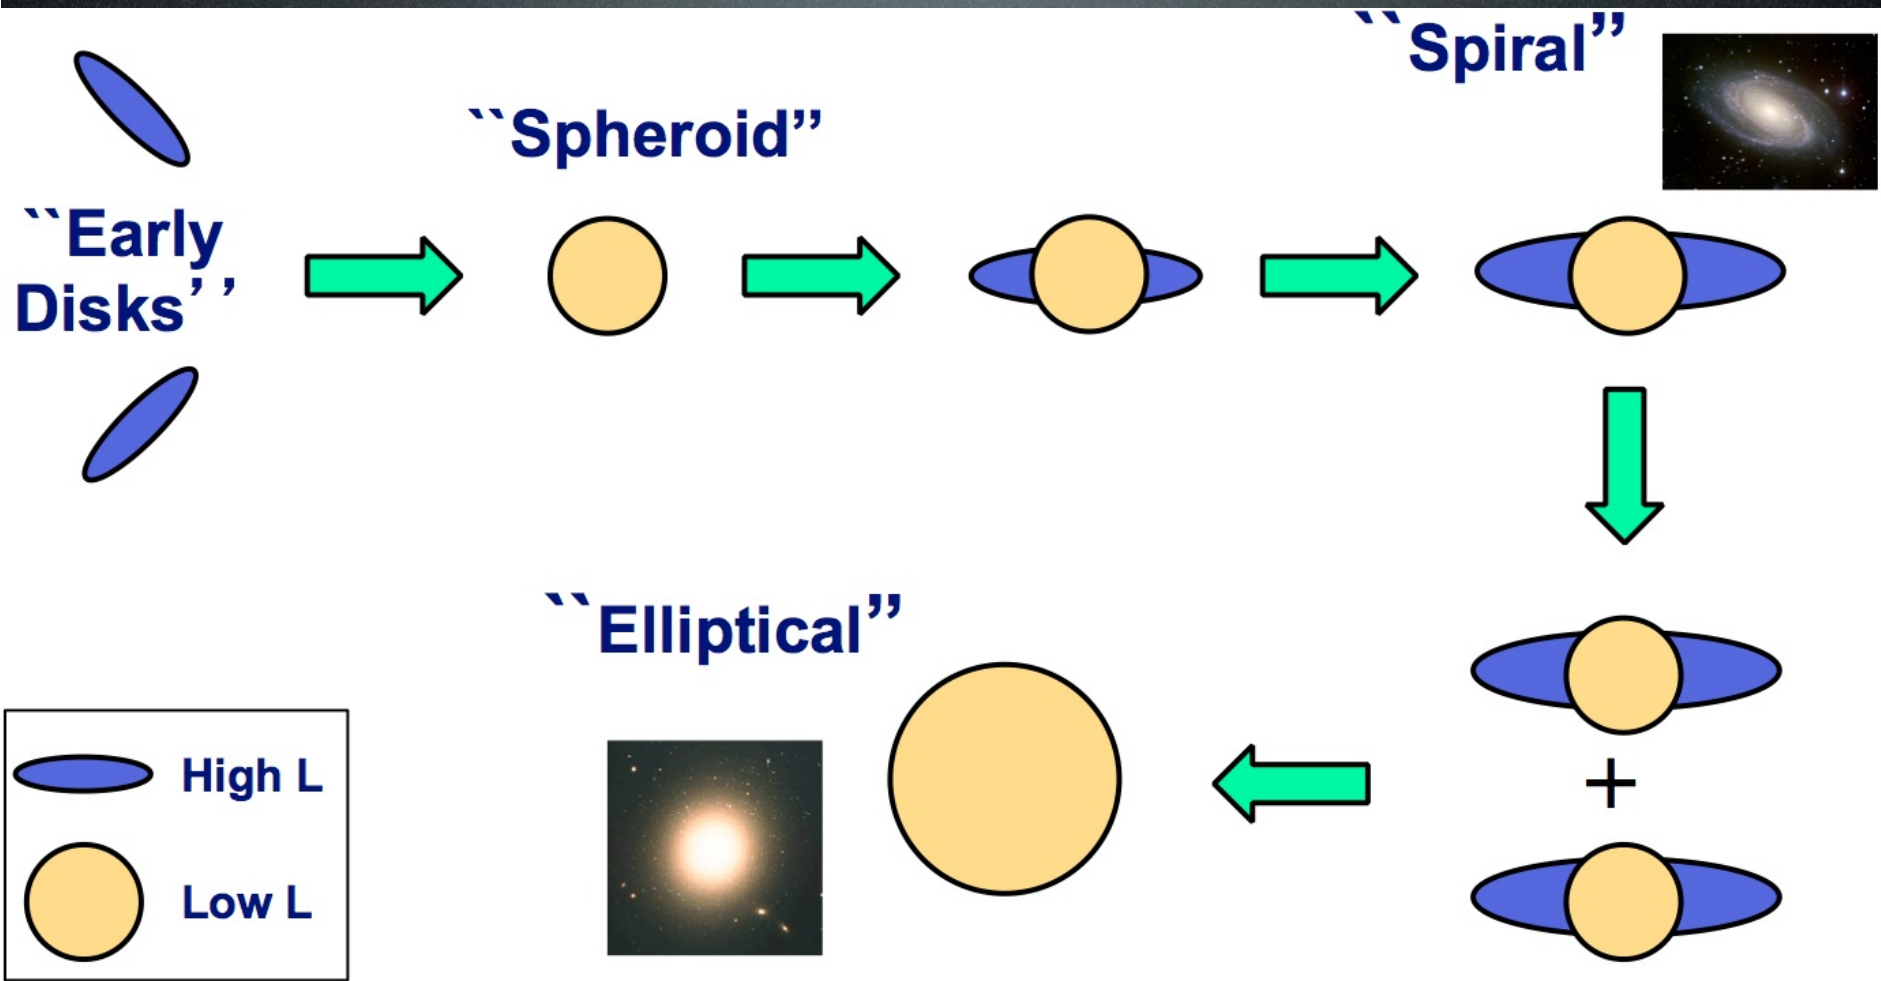 ``Spiral”
``Spheroid”
``Early
Disks’’
``Elliptical”
+
High L
Low L